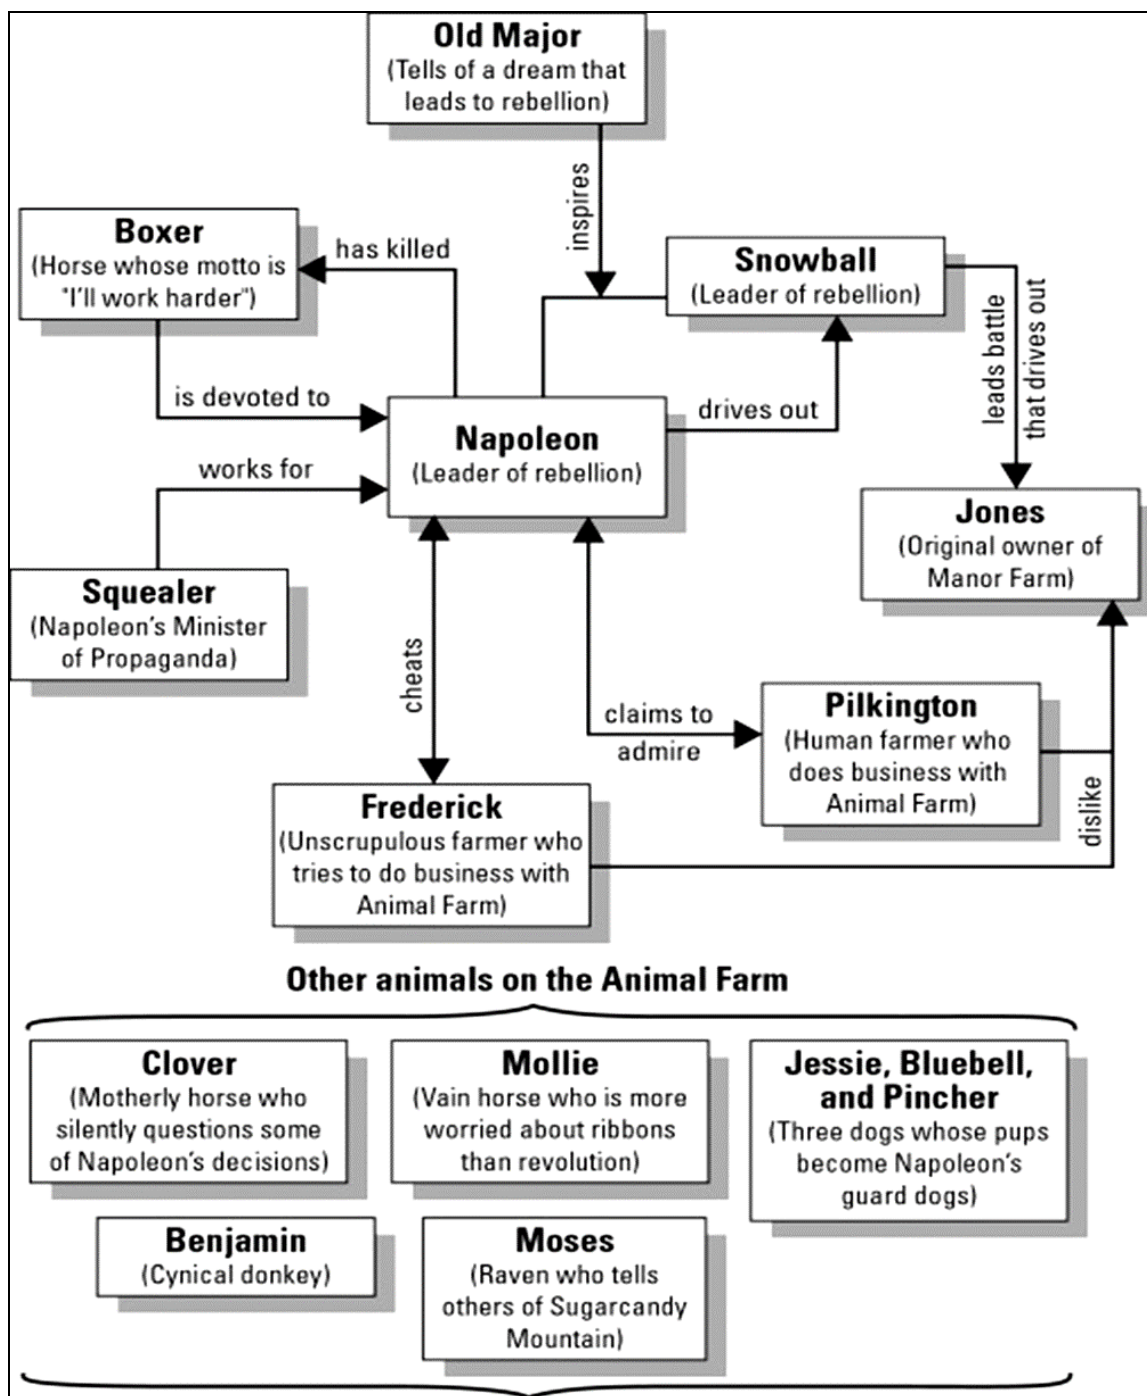 Old Major
(Tells of a dream that
leads to rebellion)
inspires
Boxer
(Horse whose motto is
"I'll work harder")
has killed
Snowball
(Leader of rebellion)
leads battle
that drives out
is devoted to
Napoleon
(Leader of rebellion)
drives out
works for
Jones
(Original owner of
Manor Farm)
Squealer
(Napoleon's Minister
of Propaganda)
cheats
claims to
admire
Pilkington
(Human farmer who
does business with
Animal Farm)
dislike
Frederick
(Unscrupulous farmer who
tries to do business with
Animal Farm)
Other animals on the Animal Farm
Clover
(Motherly horse who
silently questions some
of Napoleon's decisions)
Mollie
(Vain horse who is more
worried about ribbons
than revolution)
Jessie, Bluebell,
and Pincher
(Three dogs whose pups
become Napoleon's
guard dogs)
Benjamin
(Cynical donkey)
Moses
(Raven who tells
others of Sugarcandy
Mountain)